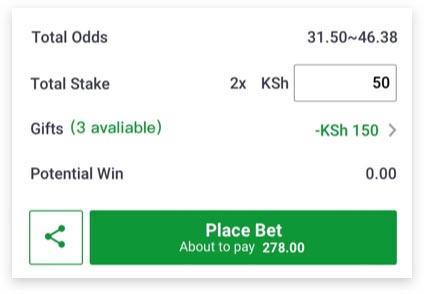 Total Odds 31.50~46.38
Total Stake 2x KSh 50
Gifts (3 avaliable) -KSh 150
Potential Win 0.00
Place Bet
About to pay 278.00